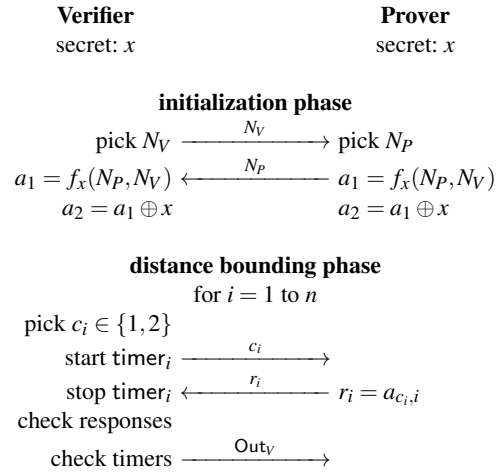 Verifier Prover
secret: x secret: x
initialization phase
pick N_V N_V pick N_P
a_1 = f_x(N_P, N_V) N_P a_1 = f_x(N_P, N_V)
a_2 = a_1 ⊕ x a_2 = a_1 ⊕ x
distance bounding phase
for i = 1 to n
pick c_i ∈ {1,2}
start timer_i c_i
stop timer_i r_i r_i = a_{c_i,i}
check responses
check timers Out_V